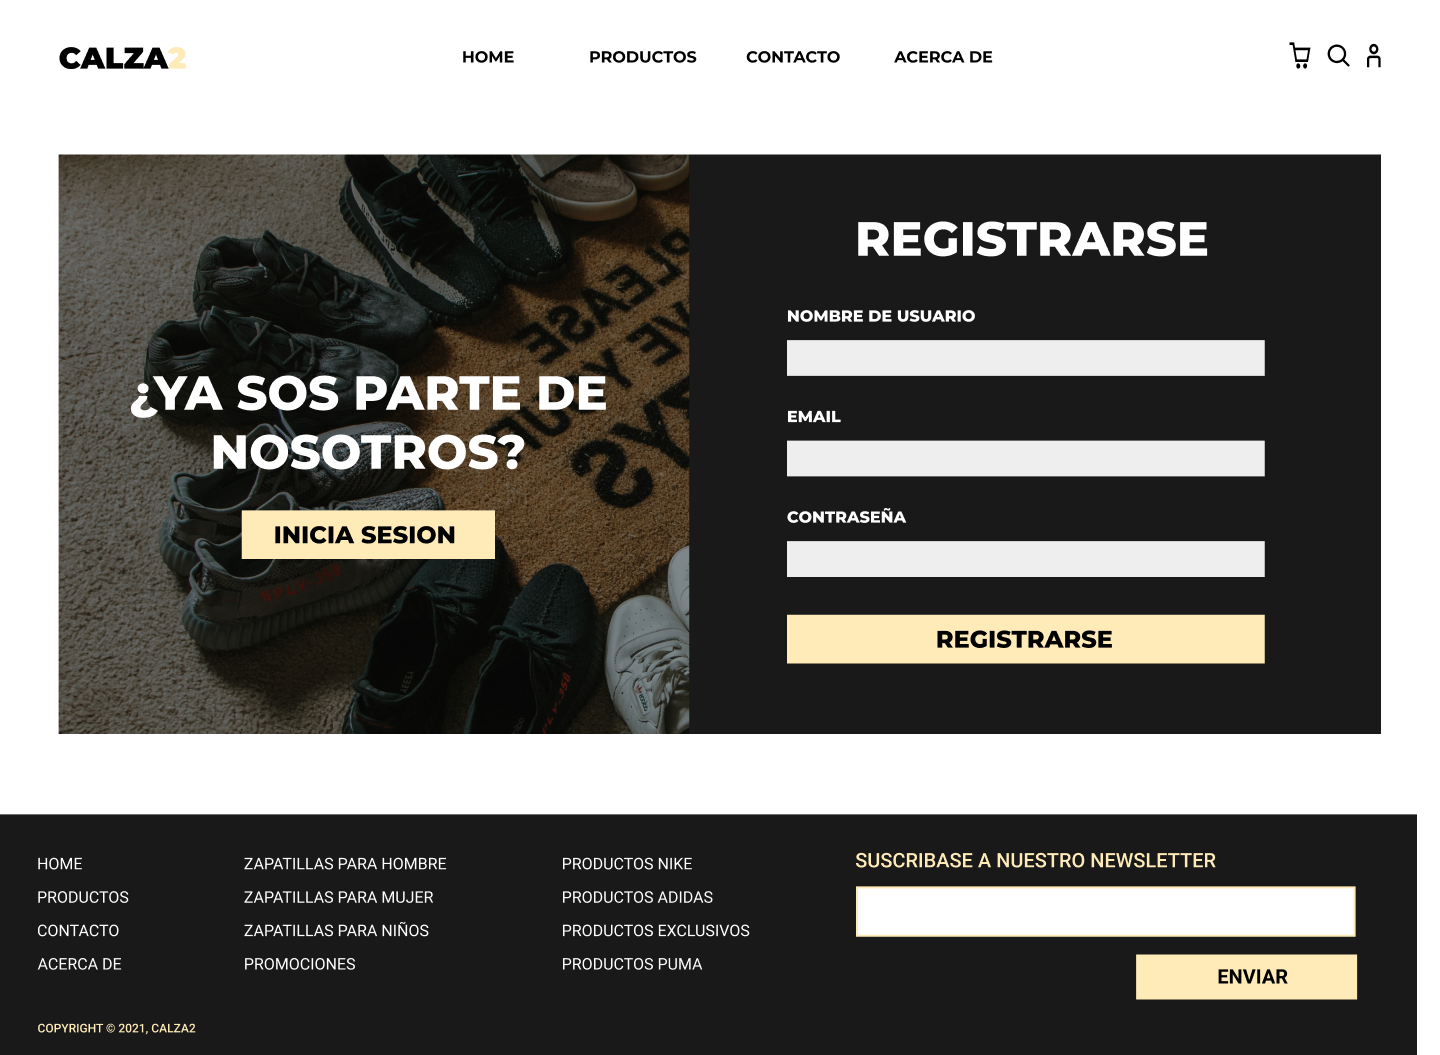 CALZA2
HOME
PRODUCTOS
CONTACTO
ACERCA DE
¿YA SOS PARTE DE
NOSOTROS?
INICIA SESION
REGISTRARSE
NOMBRE DE USUARIO
EMAIL
CONTRASEÑA
REGISTRARSE
HOME
PRODUCTOS
CONTACTO
ACERCA DE
ZAPATILLAS PARA HOMBRE
ZAPATILLAS PARA MUJER
ZAPATILLAS PARA NIÑOS
PROMOCIONES
PRODUCTOS NIKE
PRODUCTOS ADIDAS
PRODUCTOS EXCLUSIVOS
PRODUCTOS PUMA
SUSCRIBASE A NUESTRO NEWSLETTER
ENVIAR
COPYRIGHT © 2021, CALZA2